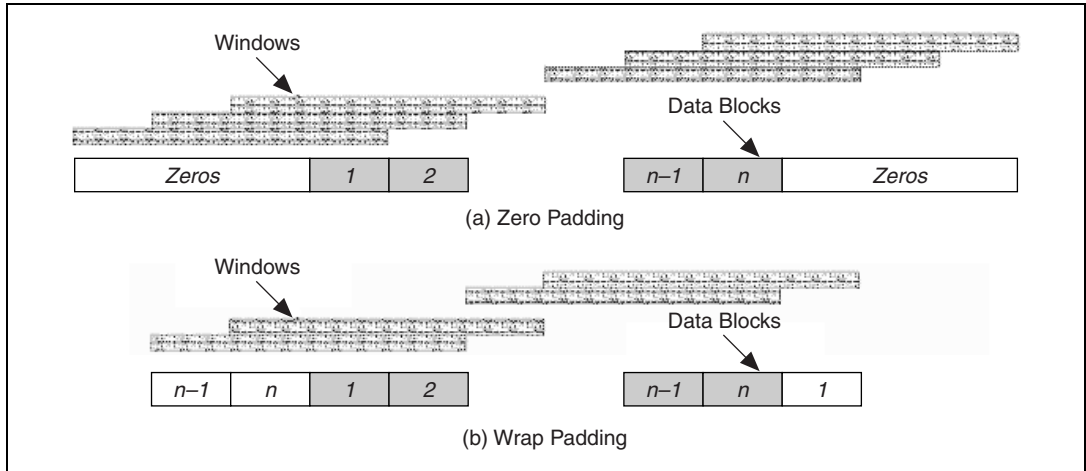 Windows
Data Blocks
Zeros 1 2 n–1 n Zeros
(a) Zero Padding
Windows
Data Blocks
n–1 n 1 2 n–1 n 1
(b) Wrap Padding